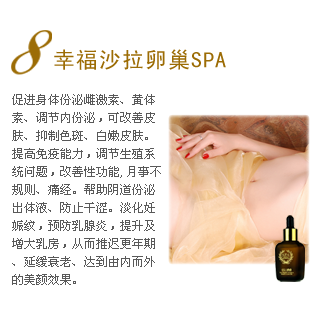 8 幸福沙拉卵巢SPA
促进身体份泌雌激素、黄体
素、调节内份泌，可改善皮
肤、抑制色斑、白嫩皮肤。
提高免疫能力，调节生殖系
统问题，改善性功能, 月事不
规则、痛经。帮助阴道份泌
出体液、防止干涩。淡化妊
娠纹，预防乳腺炎，提升及
增大乳房，从而推迟更年期
、延缓衰老、达到由内而外
的美颜效果。